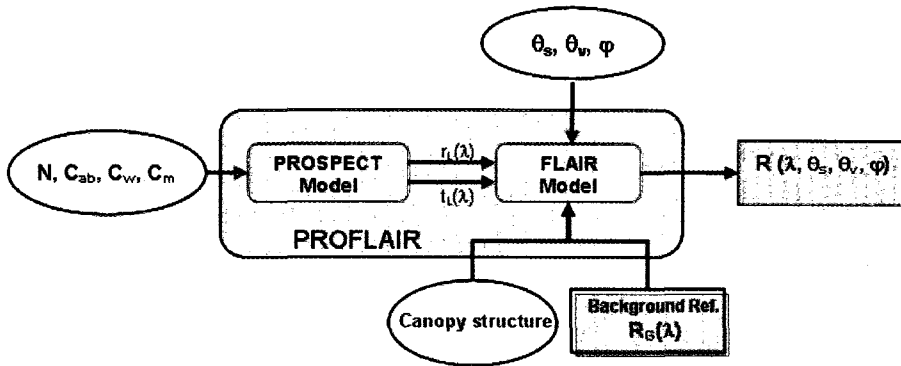 θs, θv, φ
N, Cab, Cw, Cm
PROSPECT
Model
rL(λ)
tL(λ)
FLAIR
Model
R (λ, θs, θv, φ)
PROFLAIR
Canopy structure
Background Ref.
RG(λ)